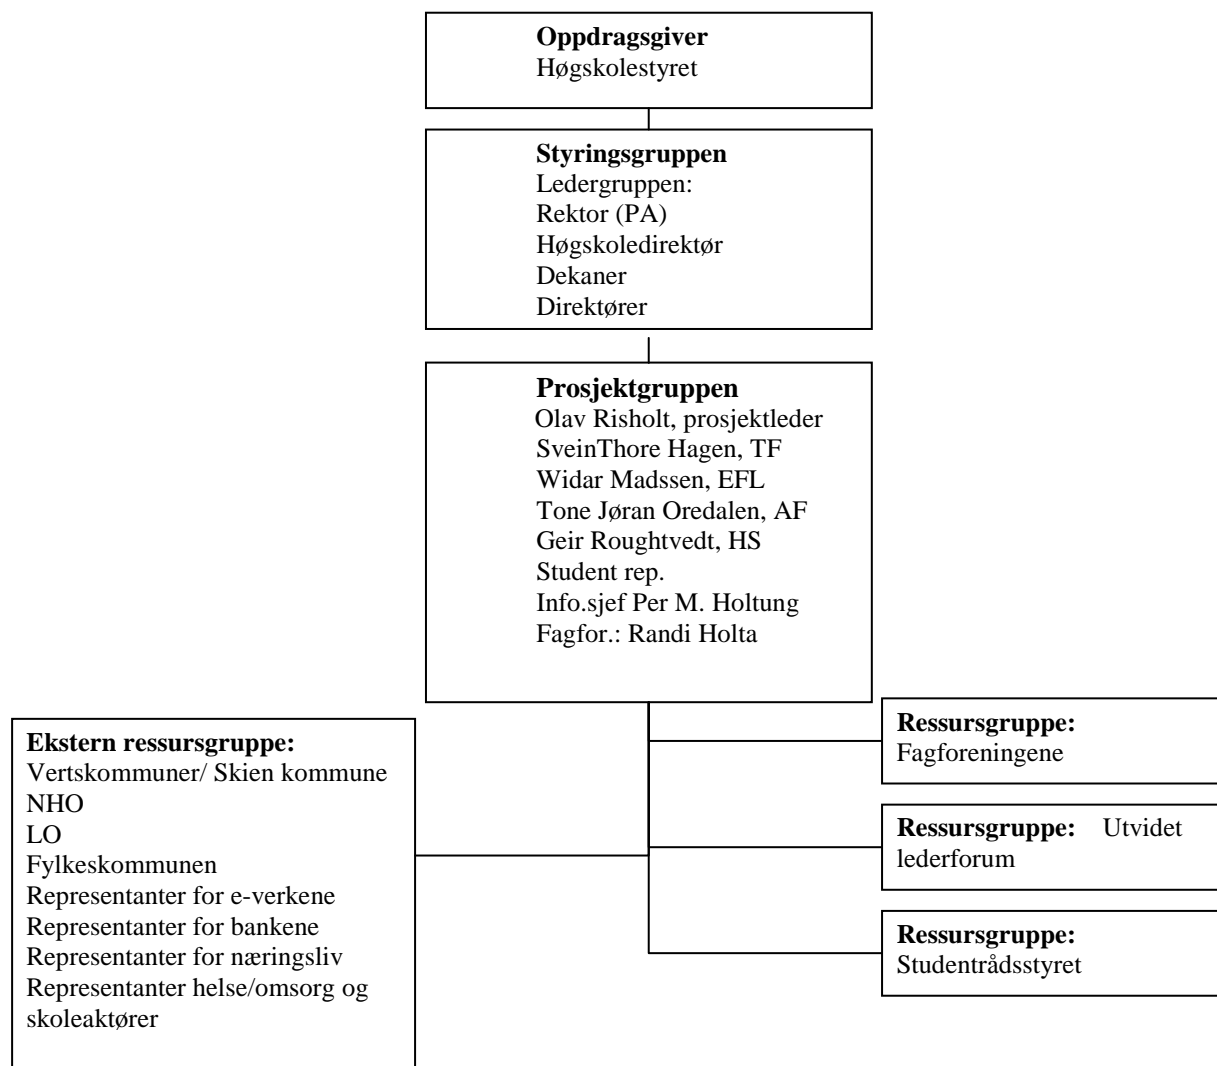 Oppdragsgiver
Høgskolestyret
Styringsgruppen
Ledergruppen:
Rektor (PA)
Høgskoledirektør
Dekaner
Direktører
Prosjektgruppen
Olav Risholt, prosjektleder
SveinThore Hagen, TF
Widar Madssen, EFL
Tone Jøran Oredalen, AF
Geir Roughtvedt, HS
Student rep.
Info.sjef Per M. Holtung
Fagfor.: Randi Holta
Ekstern ressursgruppe:
Vertskommuner/ Skien kommune
NHO
LO
Fylkeskommunen
Representanter for e-verkene
Representanter for bankene
Representanter for næringsliv
Representanter helse/omsorg og
skoleaktører
Ressursgruppe:
Fagforeningene
Ressursgruppe: Utvidet
lederforum
Ressursgruppe:
Studentrådsstyret